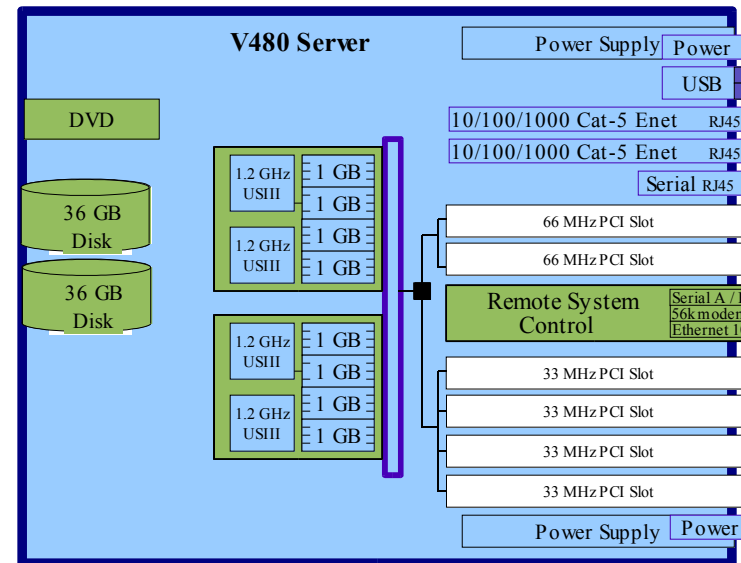 V480 Server
Power Supply
Power
USB
DVD
10/100/1000 Cat-5 Enet RJ45
10/100/1000 Cat-5 Enet RJ45
Serial RJ45
36 GB
Disk
36 GB
Disk
1.2 GHz
USIII
1 GB
1 GB
1.2 GHz
USIII
1 GB
1 GB
1.2 GHz
USIII
1 GB
1 GB
1.2 GHz
USIII
1 GB
1 GB
66 MHz PCI Slot
66 MHz PCI Slot
Remote System
Control
Serial A /
56k modem
Ethernet
33 MHz PCI Slot
33 MHz PCI Slot
33 MHz PCI Slot
33 MHz PCI Slot
Power Supply
Power